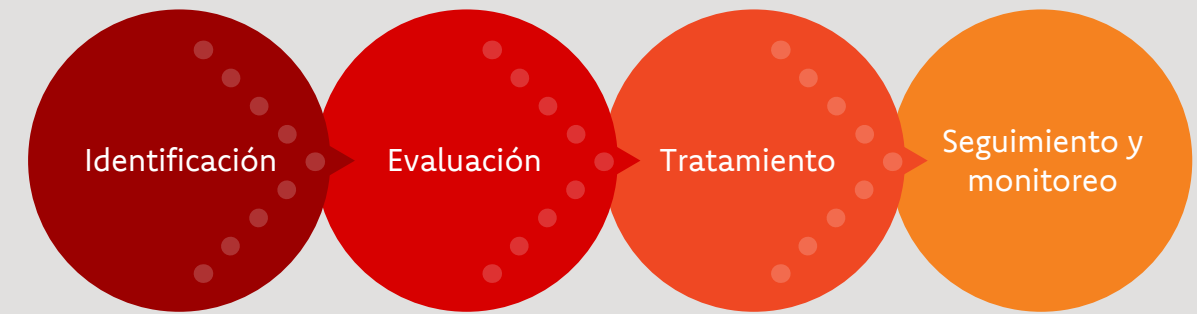 Identificación
Evaluación
Tratamiento
Seguimiento y
monitoreo